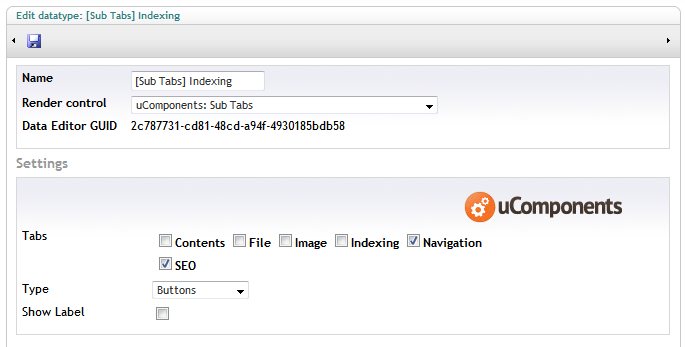 Edit datatype: [Sub Tabs] Indexing
Name [Sub Tabs] Indexing
Render control uComponents: Sub Tabs
Data Editor GUID 2c787731-cd81-48cd-a94f-4930185bdb58
Settings
uComponents
Tabs Contents File Image Indexing Navigation
SEO
Type Buttons
Show Label